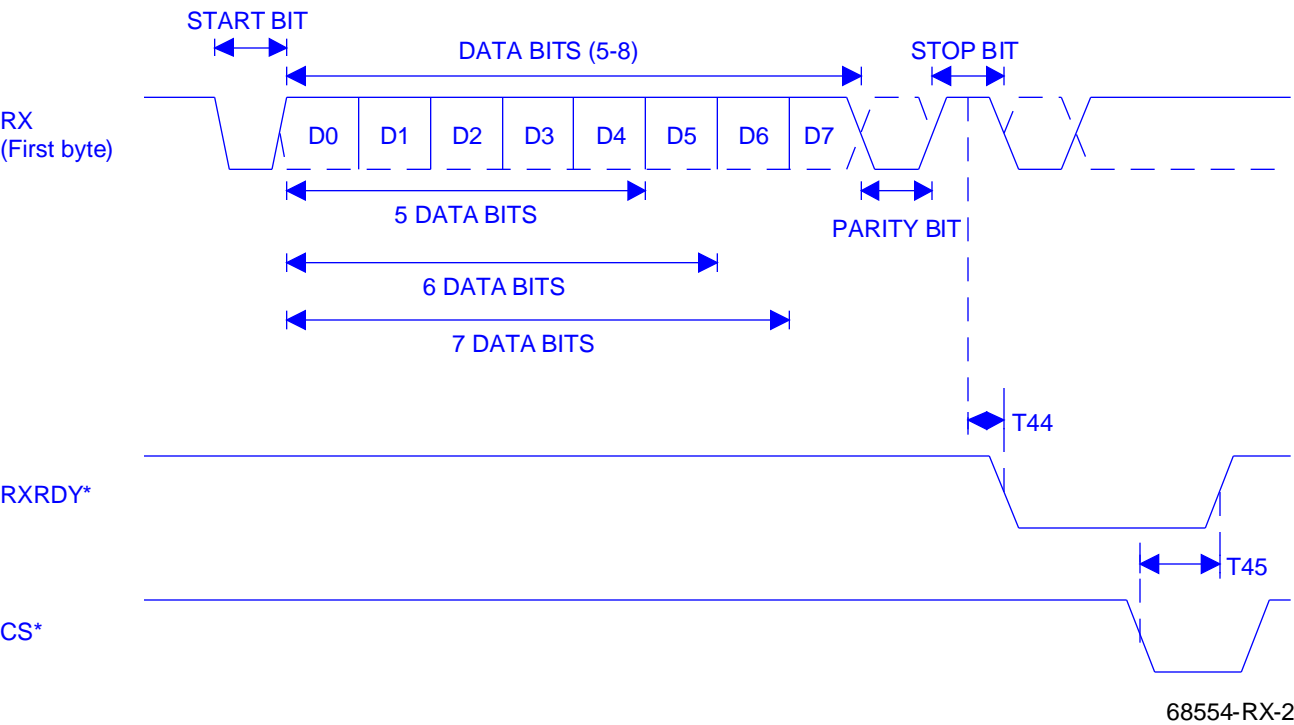 START BIT
DATA BITS (5-8)
STOP BIT
RX
(First byte)
D0 D1 D2 D3 D4 D5 D6 D7
5 DATA BITS
PARITY BIT
6 DATA BITS
7 DATA BITS
T44
RXRDY*
T45
CS*
68554-RX-2